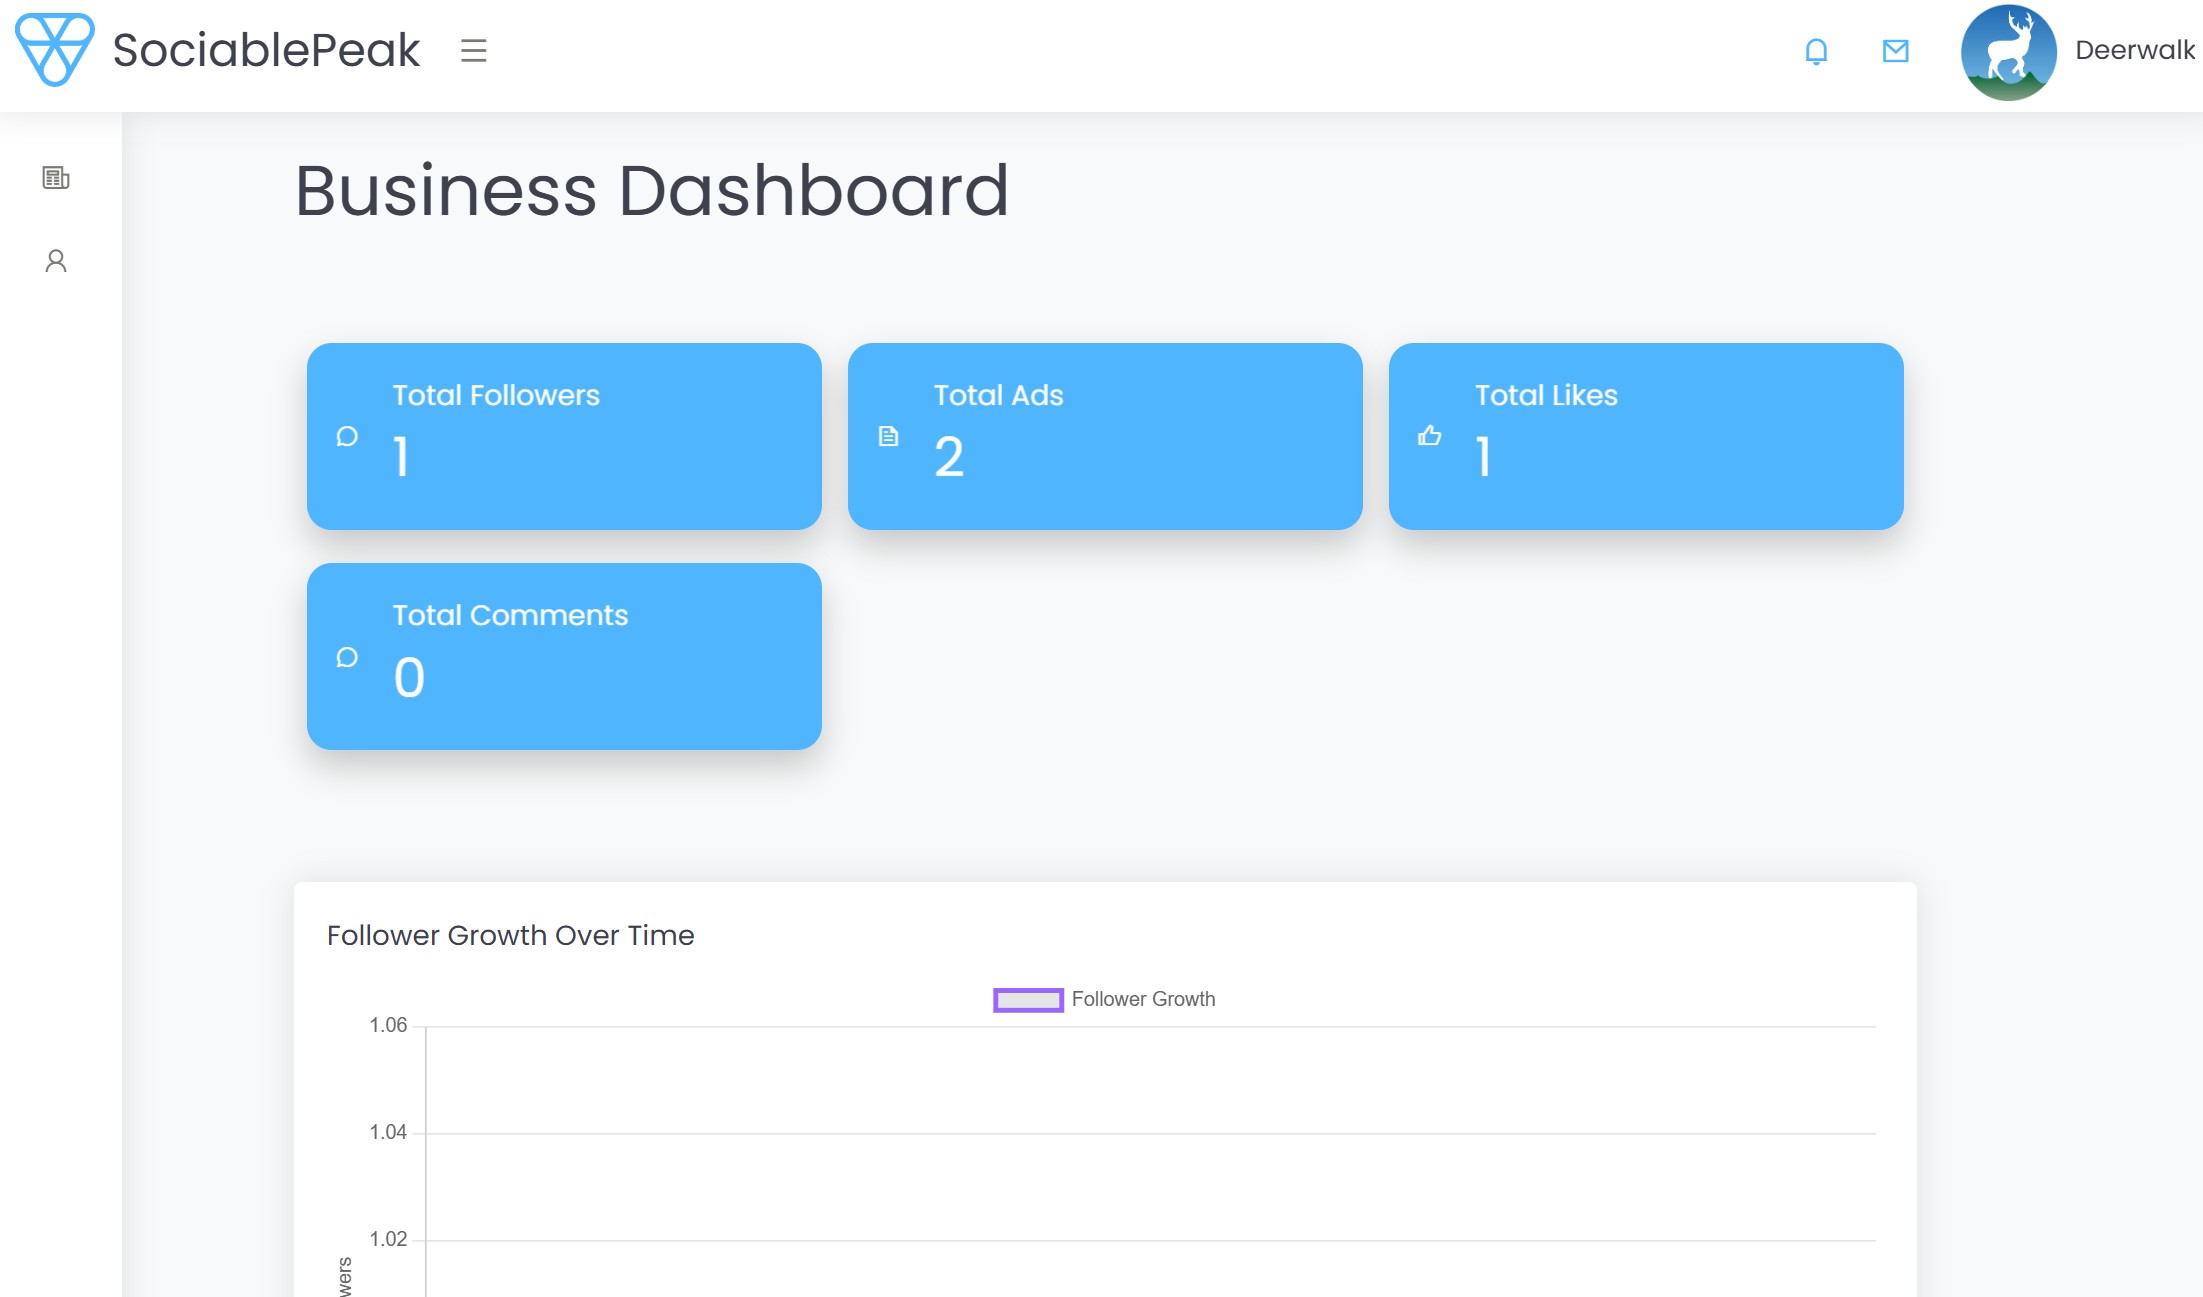 SociablePeak
Deerwalk
Business Dashboard
Total Followers
1
Total Ads
2
Total Likes
1
Total Comments
0
Follower Growth Over Time
Follower Growth
1.06
1.04
1.02